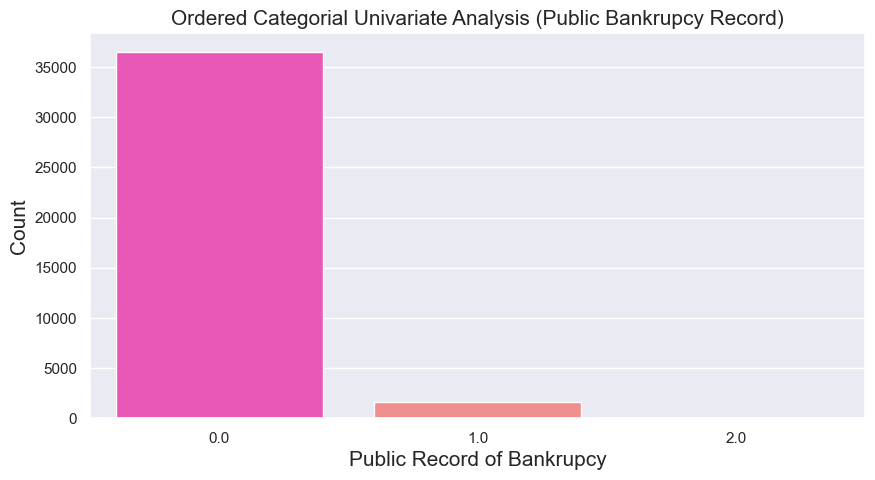 Ordered Categorial Univariate Analysis (Public Bankrupcy Record)
Count
35000
30000
25000
20000
15000
10000
5000
0
0.0 1.0 2.0
Public Record of Bankrupcy